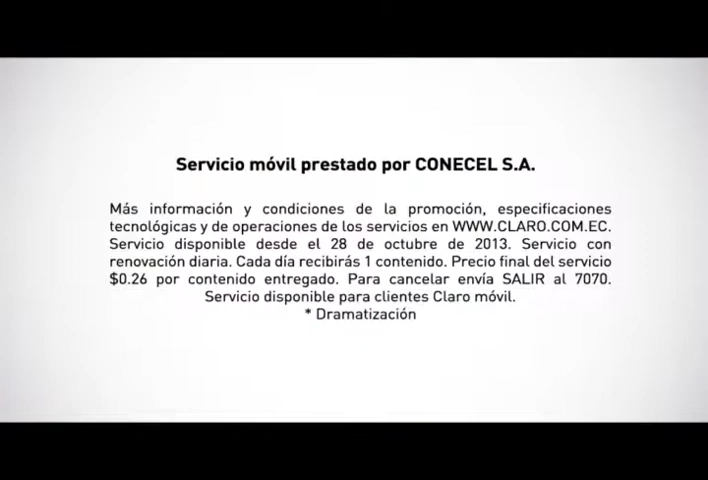 Servicio móvil prestado por CONECEL S.A.
Más información y condiciones de la promoción, especificaciones
tecnológicas y de operaciones de los servicios en WWW.CLARO.COM.EC.
Servicio disponible desde el 28 de octubre de 2013. Servicio con
renovación diaria. Cada día recibirás 1 contenido. Precio final del servicio
$0.26 por contenido entregado. Para cancelar envía SALIR al 7070.
Servicio disponible para clientes Claro móvil.
* Dramatización